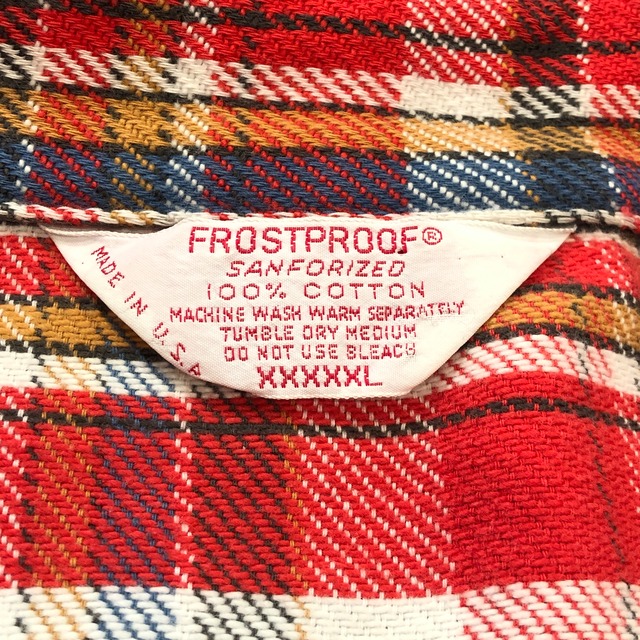 FROSTPROOF®
SANFORIZED
100% COTTON
MACHINE WASH WARM SEPARATELY
TUMBLE DRY MEDIUM
DO NOT USE BLEACH
XXXXXL
MADE IN U.S.A